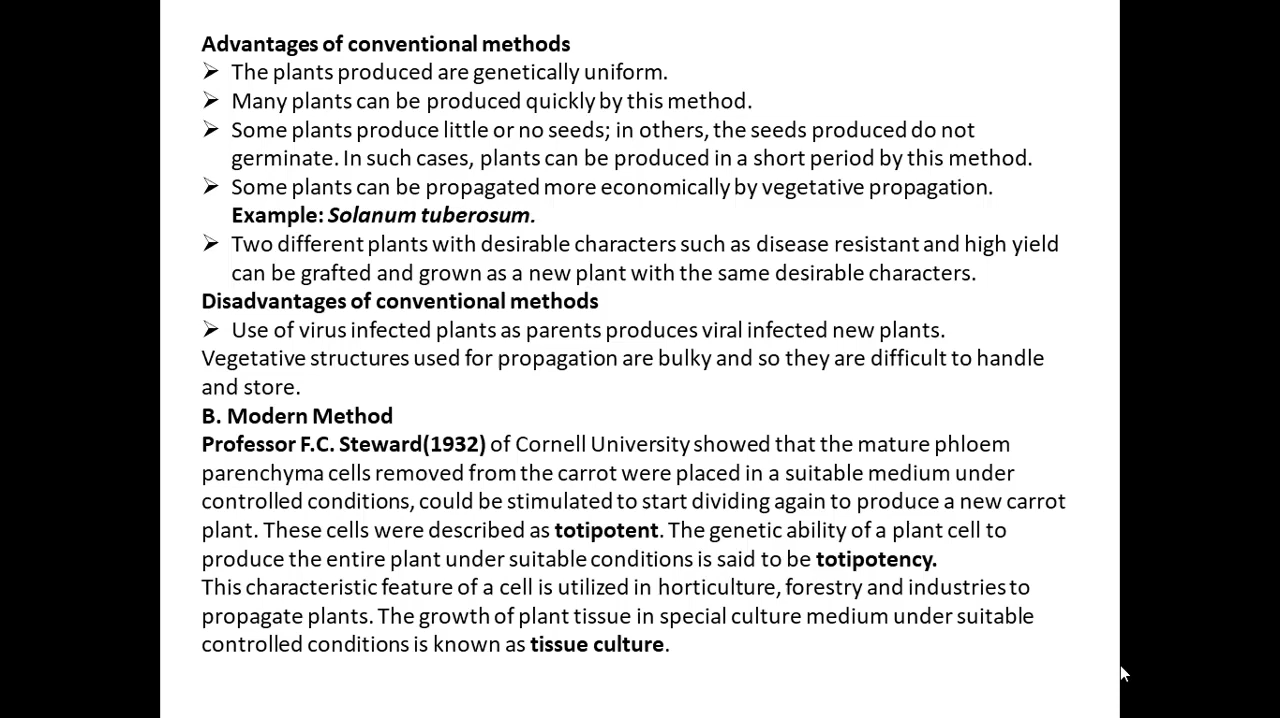 Advantages of conventional methods
➢ The plants produced are genetically uniform.
➢ Many plants can be produced quickly by this method.
➢ Some plants produce little or no seeds; in others, the seeds produced do not
germinate. In such cases, plants can be produced in a short period by this method.
➢ Some plants can be propagated more economically by vegetative propagation.
Example: Solanum tuberosum.
➢ Two different plants with desirable characters such as disease resistant and high yield
can be grafted and grown as a new plant with the same desirable characters.
Disadvantages of conventional methods
➢ Use of virus infected plants as parents produces viral infected new plants.
Vegetative structures used for propagation are bulky and so they are difficult to handle
and store.
B. Modern Method
Professor F.C. Steward(1932) of Cornell University showed that the mature phloem
parenchyma cells removed from the carrot were placed in a suitable medium under
controlled conditions, could be stimulated to start dividing again to produce a new carrot
plant. These cells were described as totipotent. The genetic ability of a plant cell to
produce the entire plant under suitable conditions is said to be totipotency.
This characteristic feature of a cell is utilized in horticulture, forestry and industries to
propagate plants. The growth of plant tissue in special culture medium under suitable
controlled conditions is known as tissue culture.